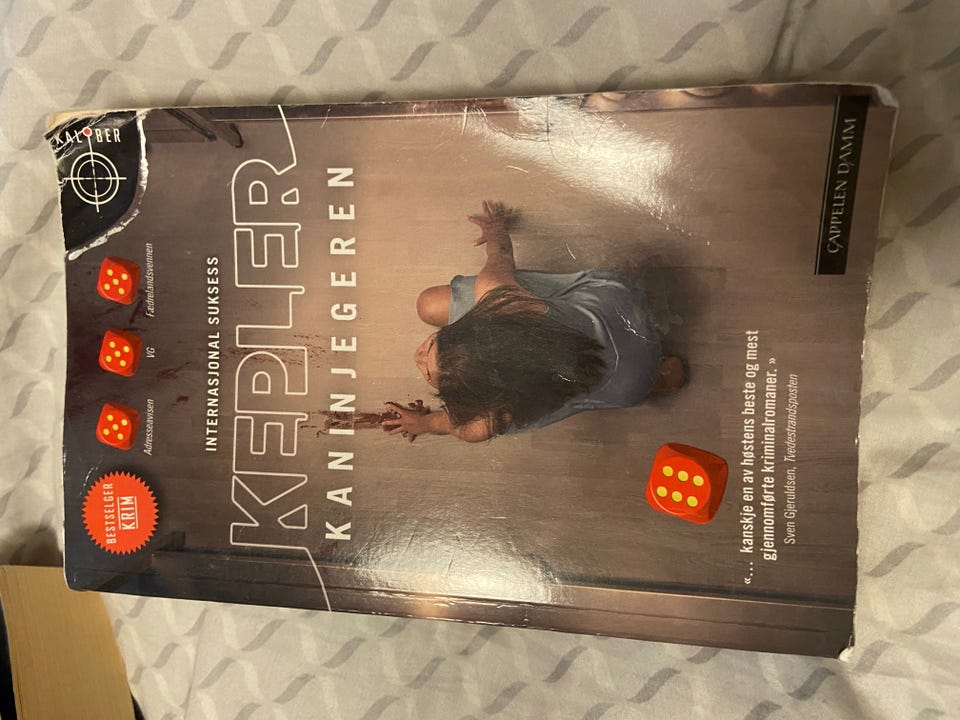 BESTSELGER
KRIM
Adresseavisen
VG
Fædrelandsvennen
KALIBER
INTERNASJONAL SUKSESS
KEPLER
KANINJEGEREN
«... kanskje en av høstens beste og mest
gjennomførte kriminalromaner. »
Sven Gjeruldsen, Tvedestrandsposten
CAPPELEN DAMM